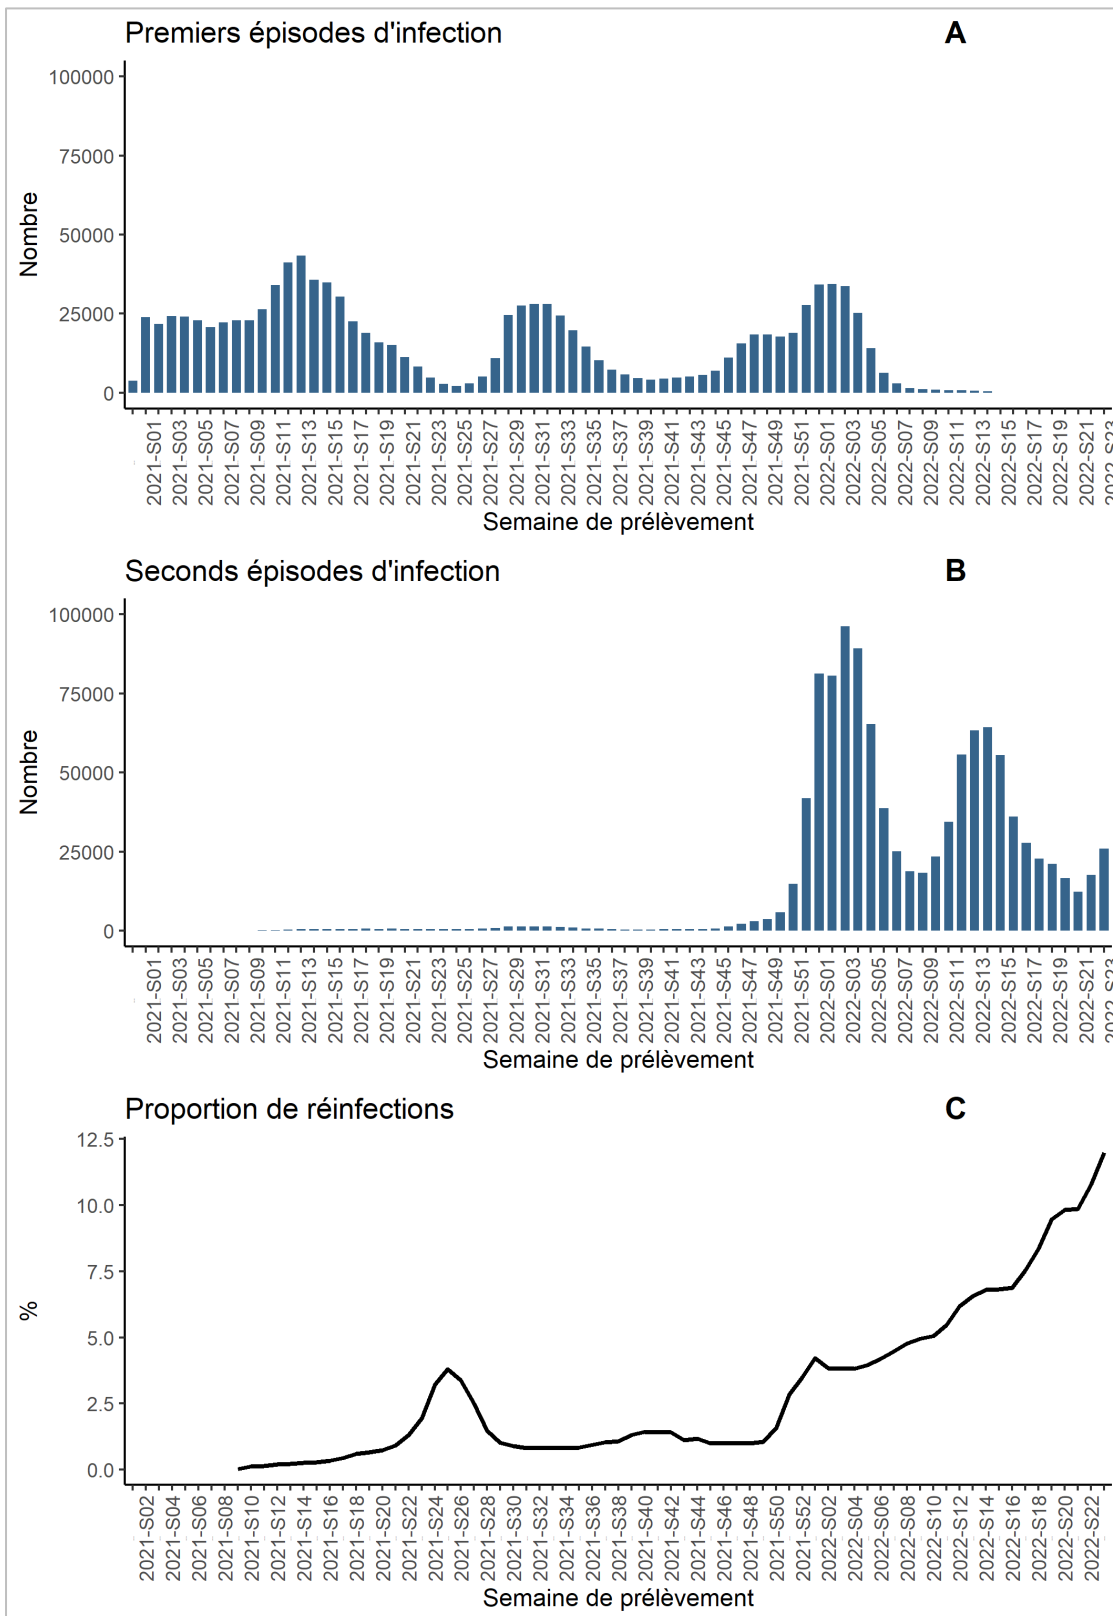 Premiers épisodes d'infection
A
100000
75000
50000
25000
0
Nombre
2021-S01
2021-S03
2021-S05
2021-S07
2021-S09
2021-S11
2021-S13
2021-S15
2021-S17
2021-S19
2021-S21
2021-S23
2021-S25
2021-S27
2021-S29
2021-S31
2021-S33
2021-S35
2021-S37
2021-S39
2021-S41
2021-S43
2021-S45
2021-S47
2021-S49
2021-S51
2022-S01
2022-S03
2022-S05
2022-S07
2022-S09
2022-S11
2022-S13
2022-S15
2022-S17
2022-S19
2022-S21
2022-S23
Semaine de prélèvement
Seconds épisodes d'infection
B
100000
75000
50000
25000
0
Nombre
2021-S01
2021-S03
2021-S05
2021-S07
2021-S09
2021-S11
2021-S13
2021-S15
2021-S17
2021-S19
2021-S21
2021-S23
2021-S25
2021-S27
2021-S29
2021-S31
2021-S33
2021-S35
2021-S37
2021-S39
2021-S41
2021-S43
2021-S45
2021-S47
2021-S49
2021-S51
2022-S01
2022-S03
2022-S05
2022-S07
2022-S09
2022-S11
2022-S13
2022-S15
2022-S17
2022-S19
2022-S21
2022-S23
Semaine de prélèvement
Proportion de réinfections
C
12.5
10.0
7.5
5.0
2.5
0.0
%
2021-S02
2021-S04
2021-S06
2021-S08
2021-S10
2021-S12
2021-S14
2021-S16
2021-S18
2021-S20
2021-S22
2021-S24
2021-S26
2021-S28
2021-S30
2021-S32
2021-S34
2021-S36
2021-S38
2021-S40
2021-S42
2021-S44
2021-S46
2021-S48
2021-S50
2021-S52
2022-S02
2022-S04
2022-S06
2022-S08
2022-S10
2022-S12
2022-S14
2022-S16
2022-S18
2022-S20
2022-S22
Semaine de prélèvement